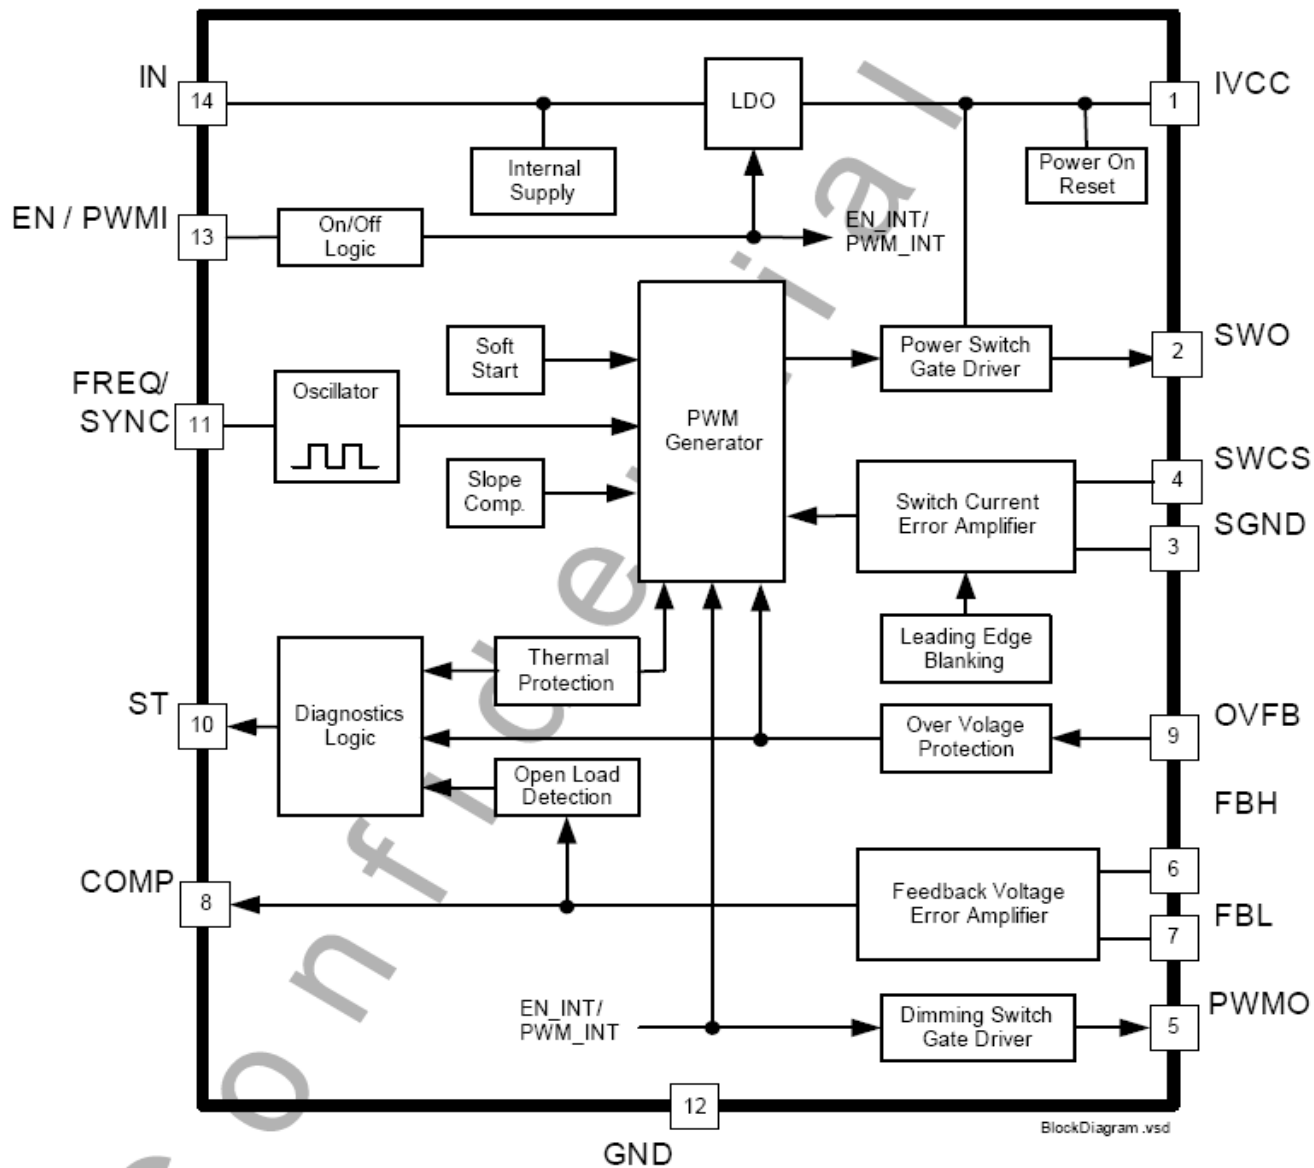 IN
14
LDO
1
IVCC
Internal
Supply
Power On
Reset
EN / PWMI
13
On/Off
Logic
EN_INT/
PWM_INT
Soft
Start
Power Switch
Gate Driver
2
SWO
FREQ/
SYNC
11
Oscillator
PWM
Generator
Slope
Comp.
Switch Current
Error Amplifier
4
SWCS
3
SGND
Leading Edge
Blanking
Thermal
Protection
ST
10
Diagnostics
Logic
Over Volage
Protection
9
OVFB
Open Load
Detection
FBH
6
COMP
8
Feedback Voltage
Error Amplifier
7
FBL
EN_INT/
PWM_INT
Dimming Switch
Gate Driver
5
PWMO
12
GND
BlockDiagram.vsd